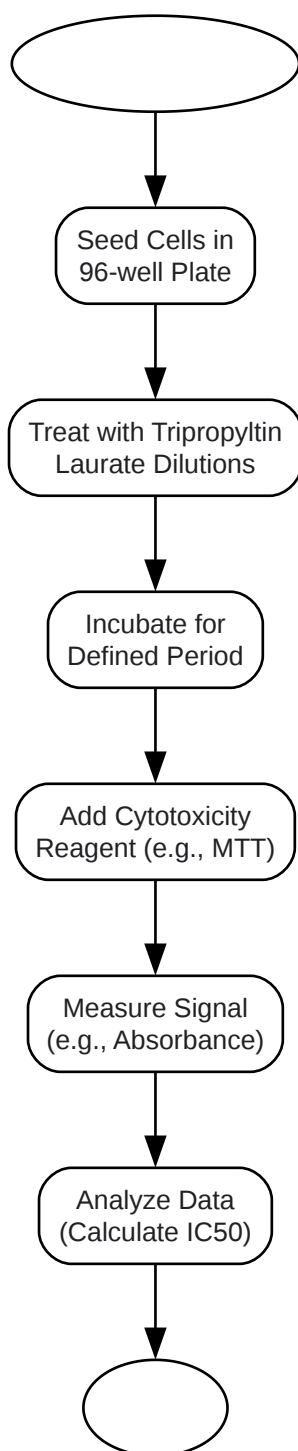 Seed Cells in
96-well Plate
Treat with Tripropyltin
Laurate Dilutions
Incubate for
Defined Period
Add Cytotoxicity
Reagent (e.g., MTT)
Measure Signal
(e.g., Absorbance)
Analyze Data
(Calculate IC50)